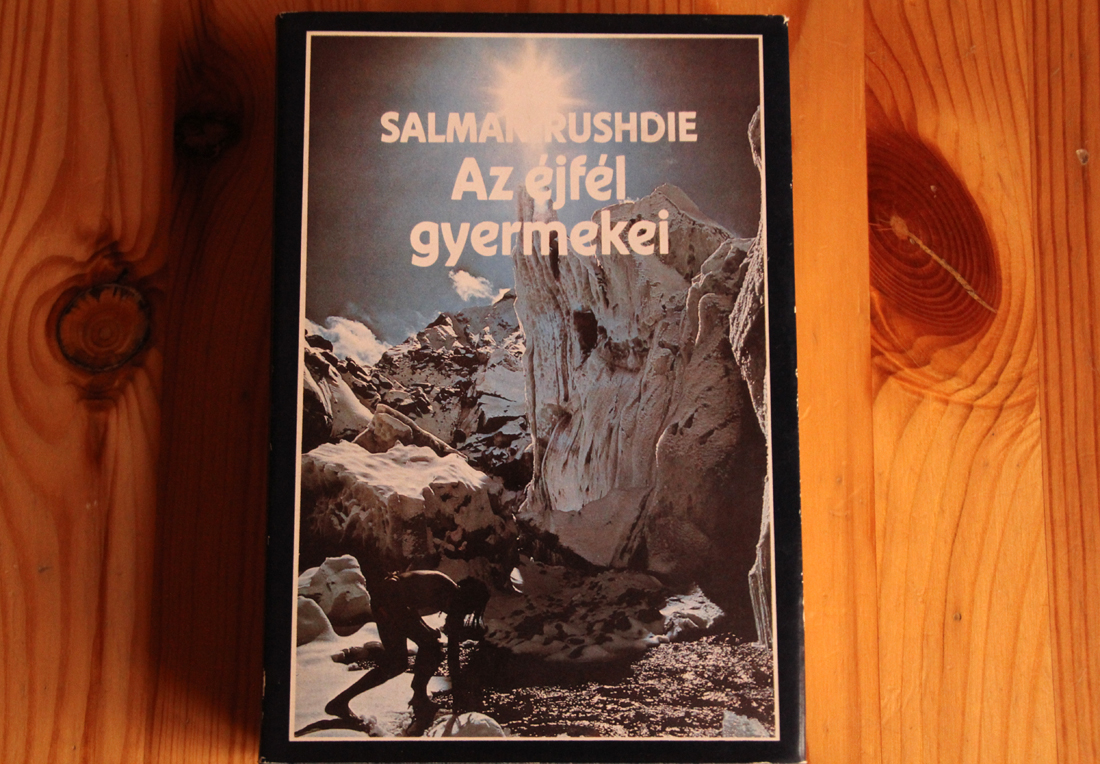 SALMAN RUSHDIE
Az éjfél
gyermekei